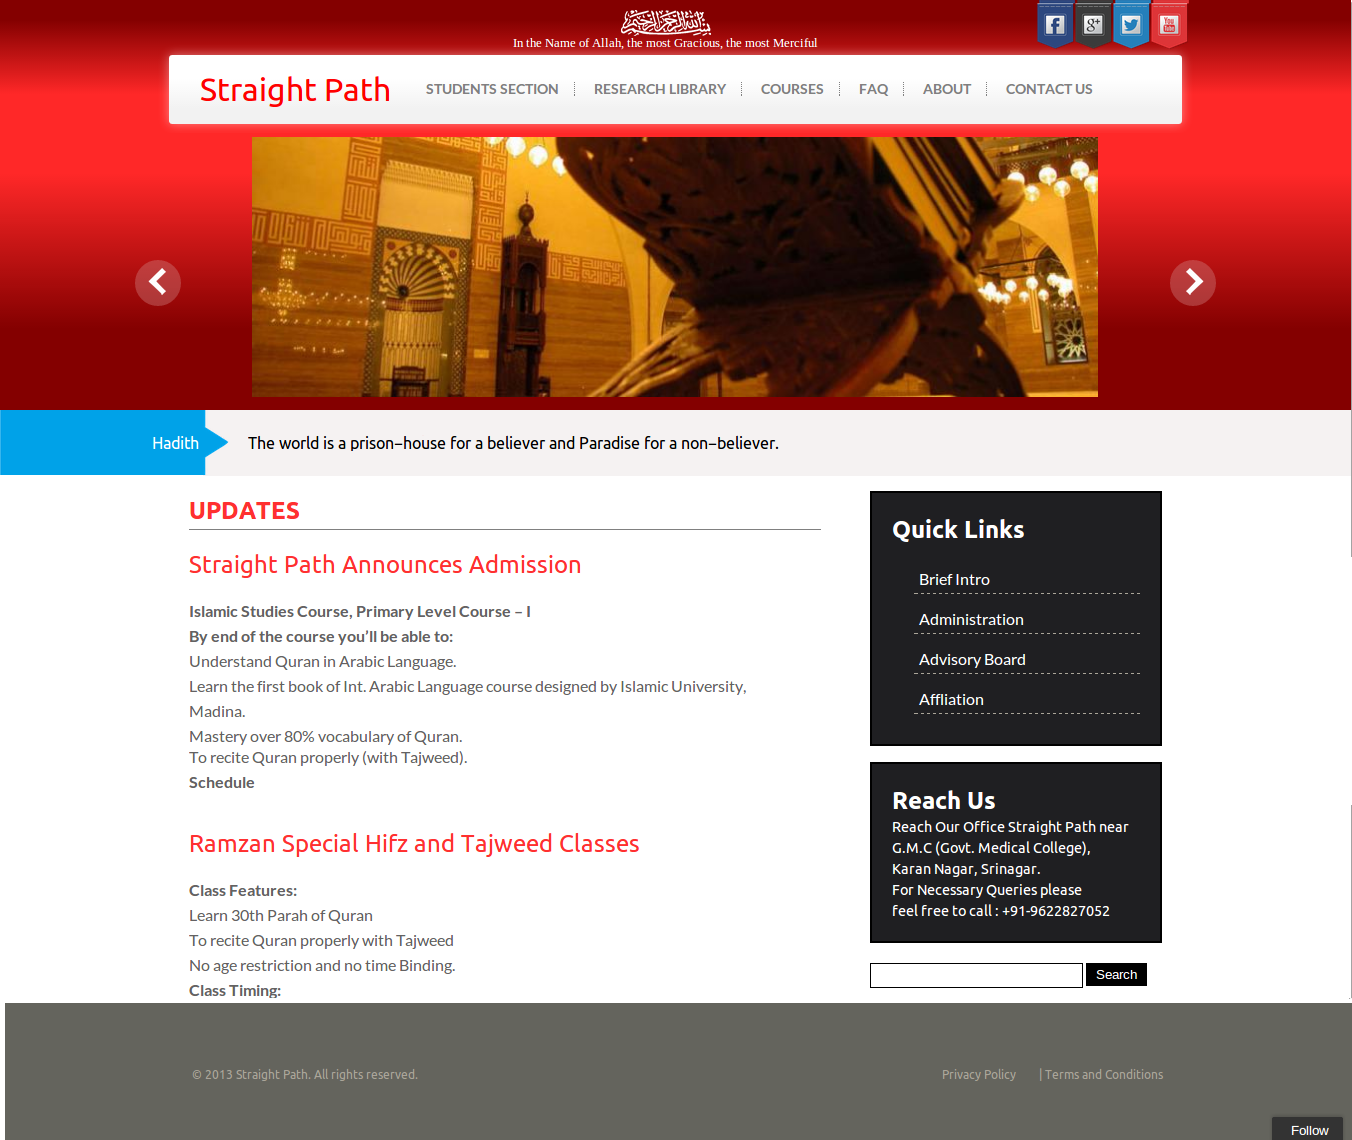 بسم الله الرحمن الرحيم
In the Name of Allah, the most Gracious, the most Merciful
Straight Path
STUDENTS SECTION
RESEARCH LIBRARY
COURSES
FAQ
ABOUT
CONTACT US
Hadith
The world is a prison–house for a believer and Paradise for a non–believer.
UPDATES
Straight Path Announces Admission
Islamic Studies Course, Primary Level Course – I
By end of the course you’ll be able to:
Understand Quran in Arabic Language.
Learn the first book of Int. Arabic Language course designed by Islamic University,
Madina.
Mastery over 80% vocabulary of Quran.
To recite Quran properly (with Tajweed).
Schedule
Ramzan Special Hifz and Tajweed Classes
Class Features:
Learn 30th Parah of Quran
To recite Quran properly with Tajweed
No age restriction and no time Binding.
Class Timing:
Quick Links
Brief Intro
Administration
Advisory Board
Affliation
Reach Us
Reach Our Office Straight Path near
G.M.C (Govt. Medical College),
Karan Nagar, Srinagar.
For Necessary Queries please
feel free to call : +91-9622827052
Search
© 2013 Straight Path. All rights reserved.
Privacy Policy | Terms and Conditions
Follow